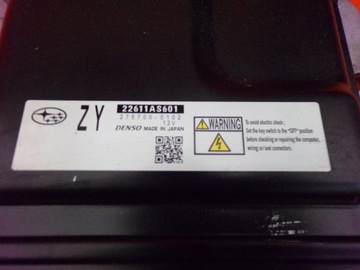 ZY
22611AS601
275700-0102
12V
DENSO MADE IN JAPAN
WARNING
To avoid electric shock:
Set the key switch to the "OFF" position
before checking or repairing the computer,
wiring or/and connectors.